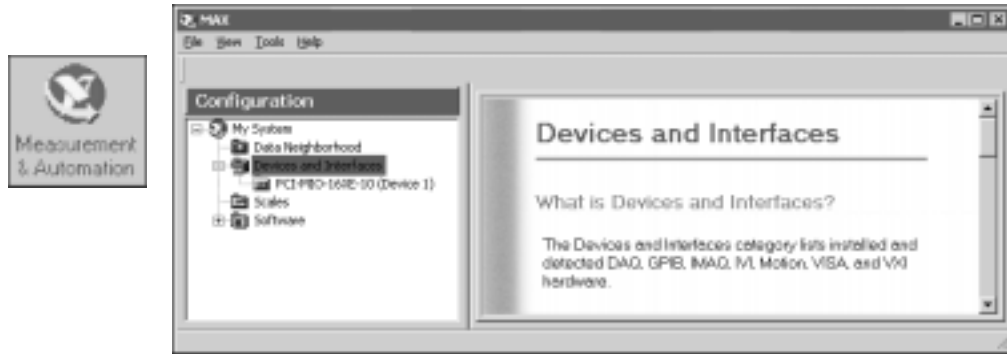 Measurement
& Automation
MAX
File View Tools Help
Configuration
My System
Data Neighborhood
Devices and Interfaces
PCI-MIO-16XE-10 (Device 1)
Scales
Software
Devices and Interfaces
What is Devices and Interfaces?
The Devices and Interfaces category lists installed and
detected DAQ, GPIB, IMAQ, IVI, Motion, VISA, and VXI
hardware.